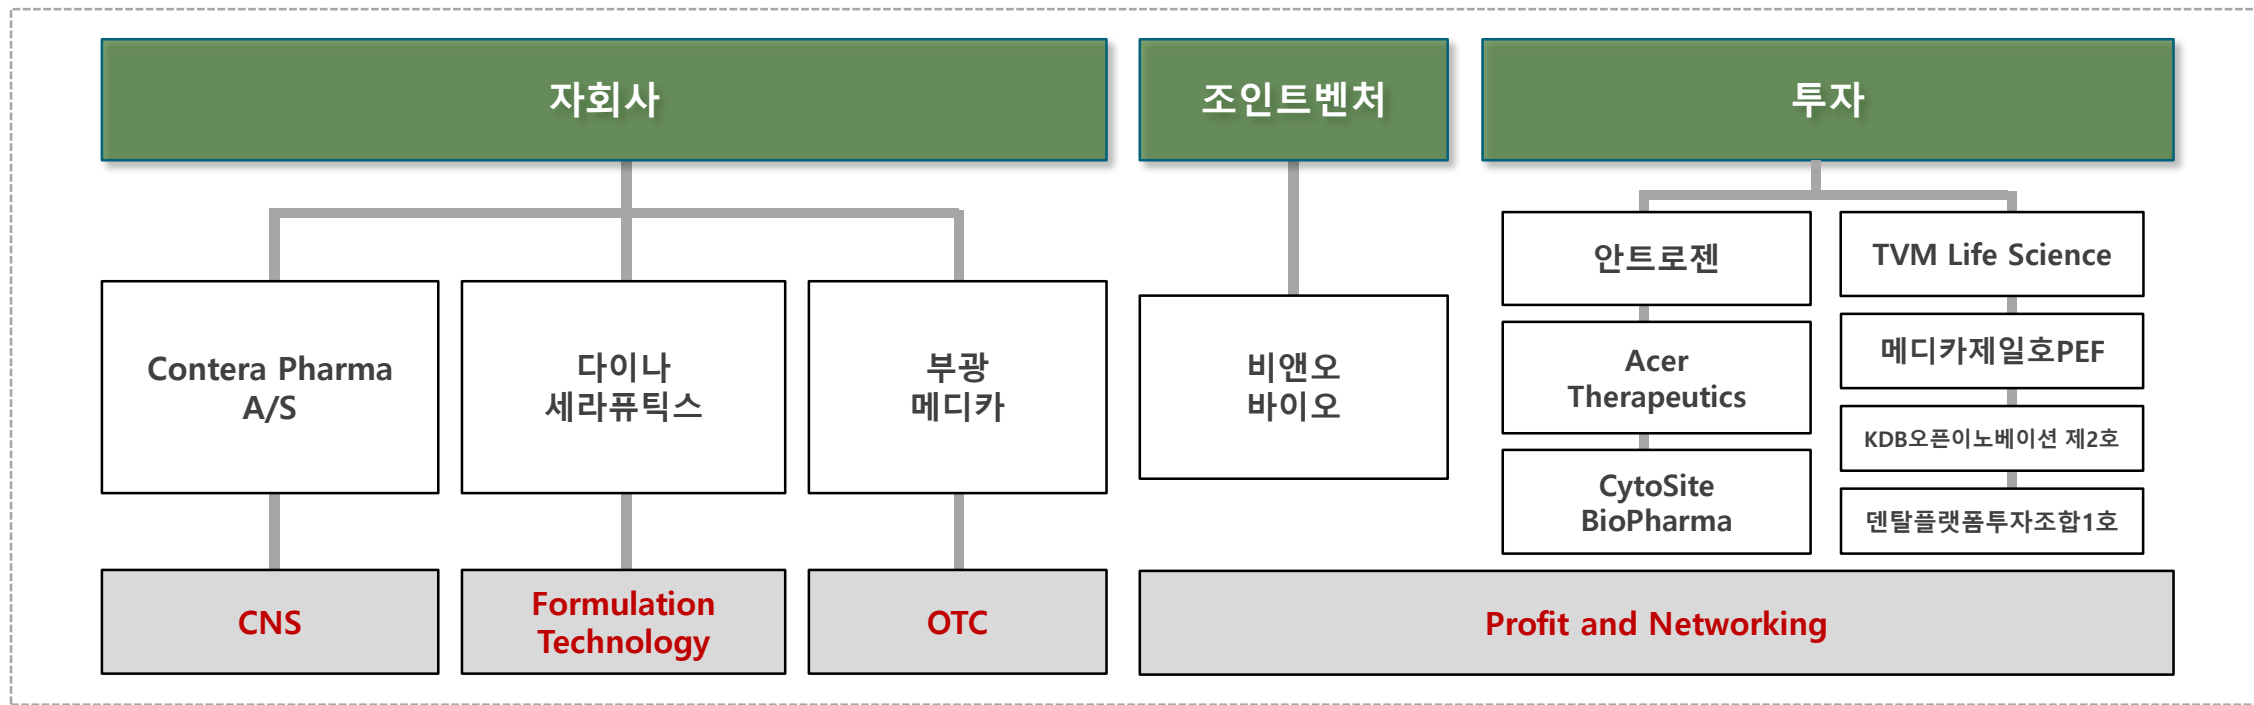 자회사
조인트벤처
투자
Contera Pharma
A/S
다이나
세라퓨틱스
부광
메디카
비앤오
바이오
안트로젠
Acer
Therapeutics
CytoSite
BioPharma
TVM Life Science
메디카제일호PEF
KDB오픈이노베이션 제2호
덴탈플랫폼투자조합1호
CNS
Formulation
Technology
OTC
Profit and Networking